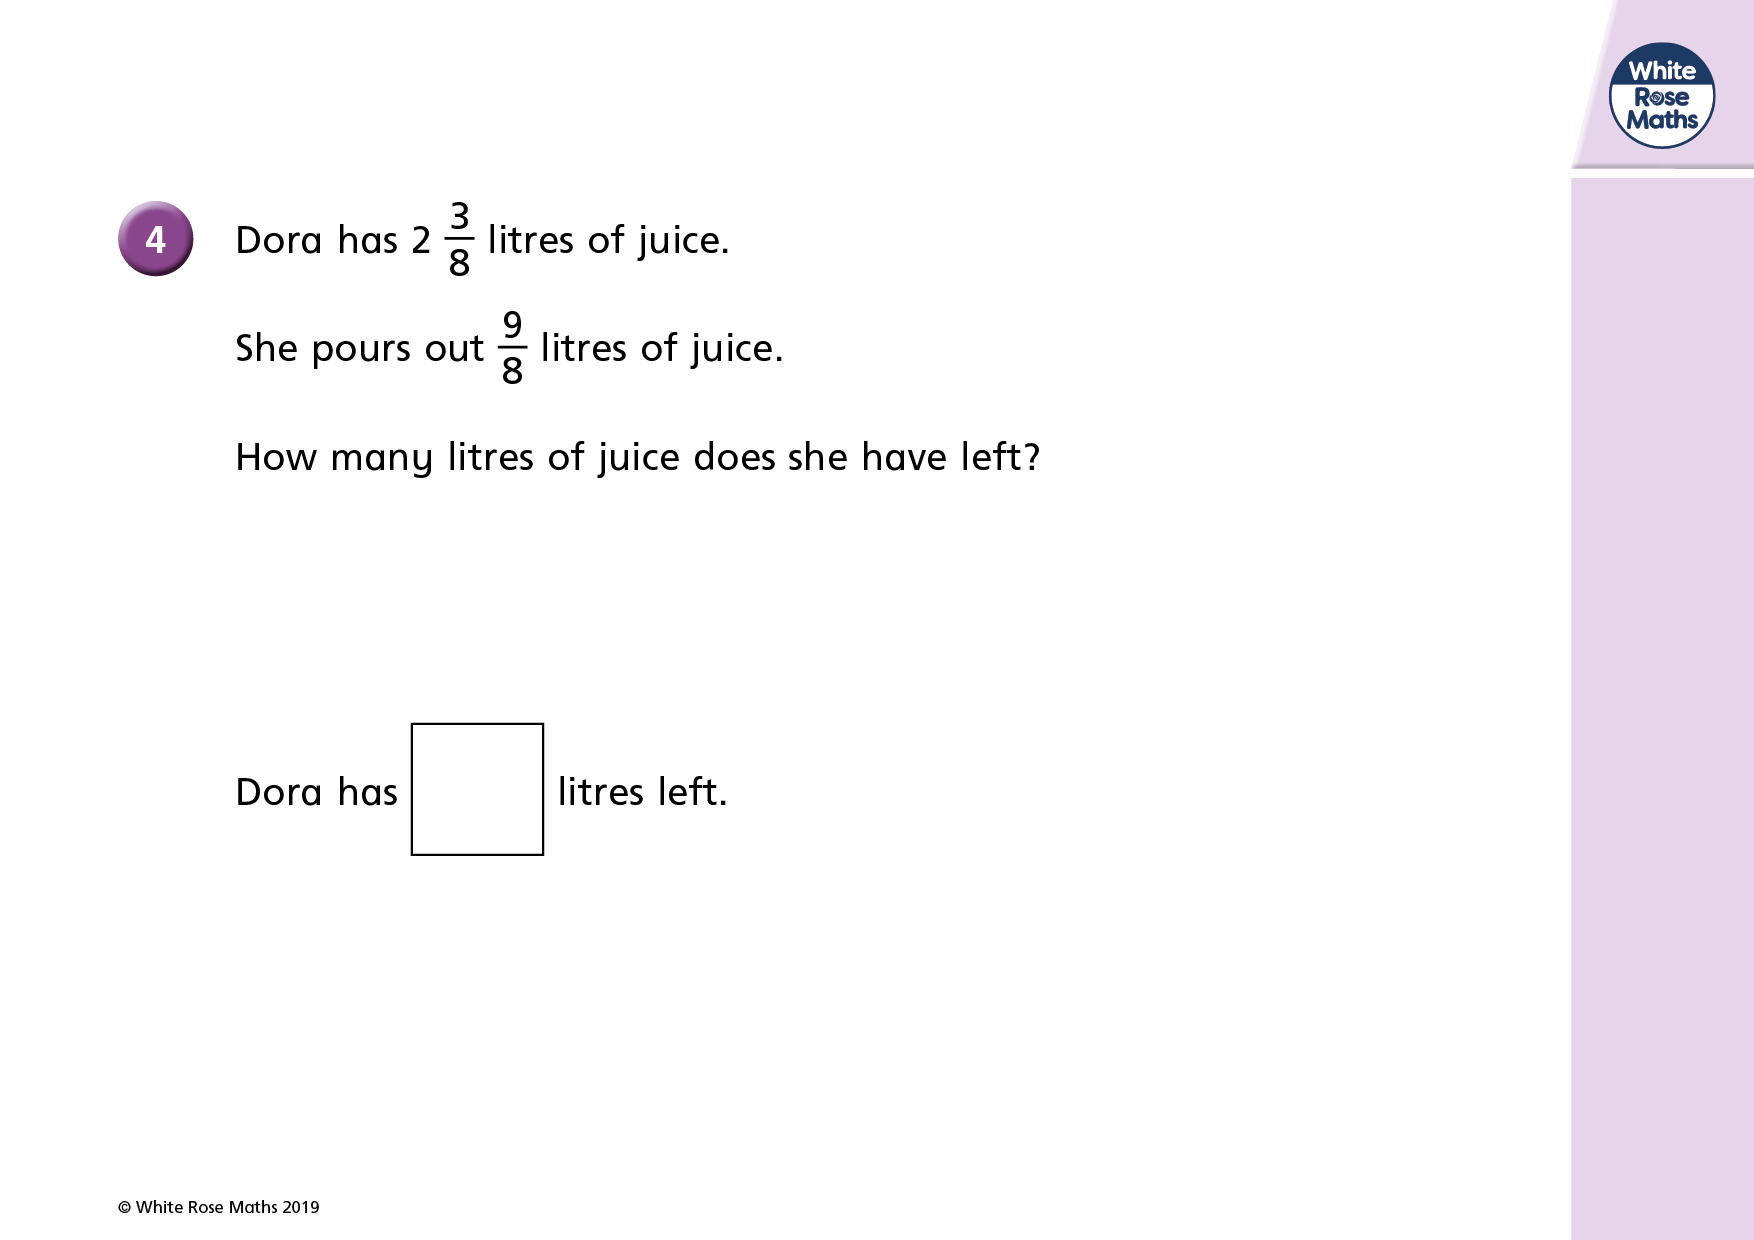 White
Rose
Maths
4 Dora has 2 3/8 litres of juice.
She pours out 9/8 litres of juice.
How many litres of juice does she have left?
Dora has litres left.
© White Rose Maths 2019